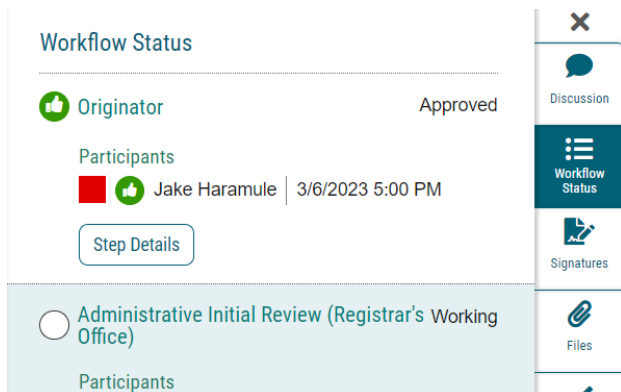 Workflow Status
Originator Approved
Participants
Jake Haramule 3/6/2023 5:00 PM
Step Details
Administrative Initial Review (Registrar's Working
Office)
Participants
Discussion
Workflow
Status
Signatures
Files